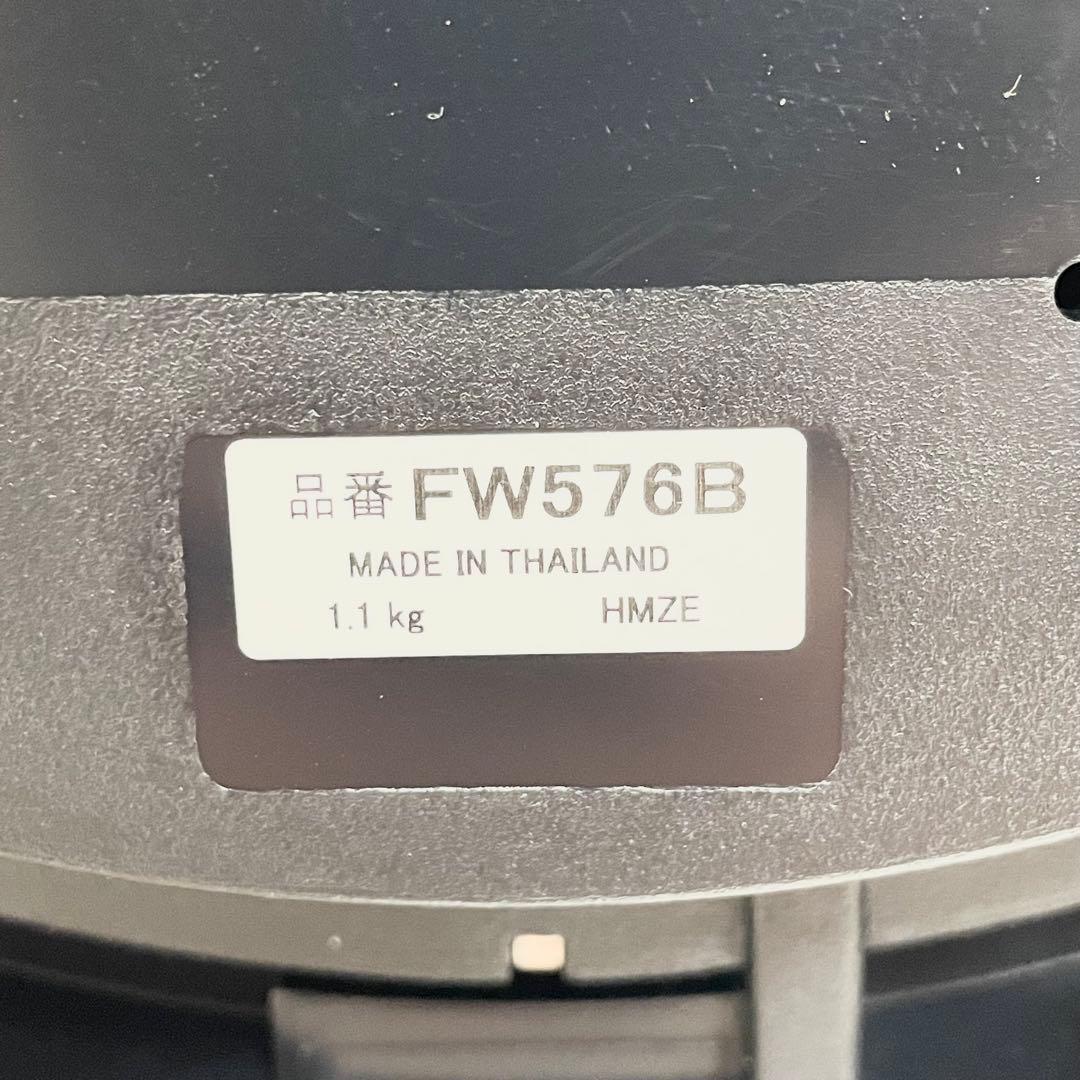 品番 FW576B
MADE IN THAILAND
1.1 kg HMZE